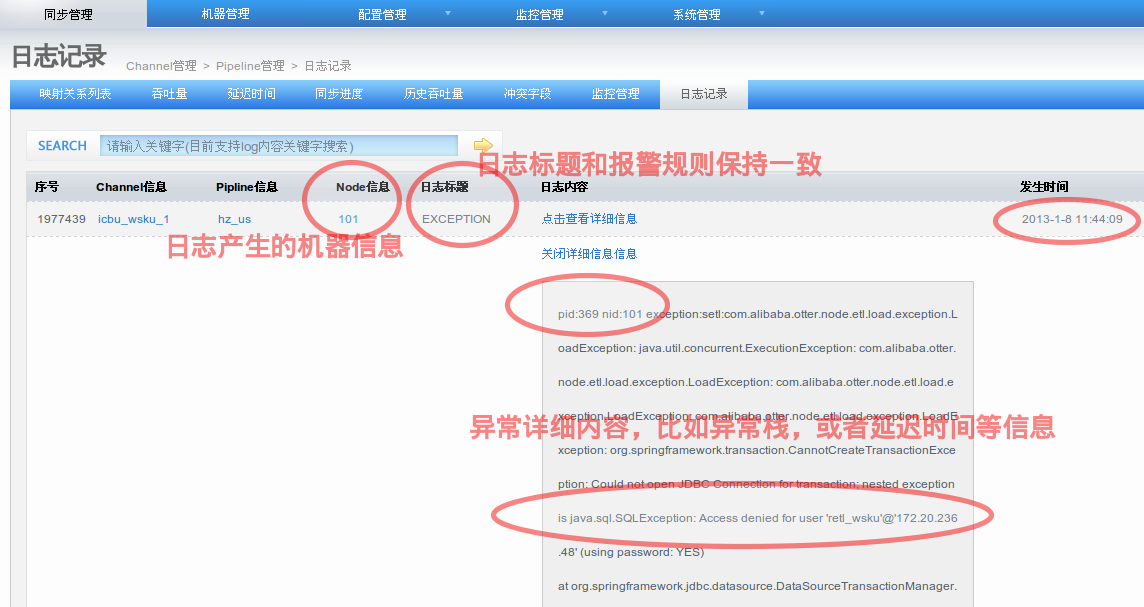 同步管理 机器管理 配置管理 监控管理 系统管理
日志记录 Channel管理 > Pipeline管理 > 日志记录
映射关系列表 吞吐量 延迟时间 同步进度 历史吞吐量 冲突字段 监控管理 日志记录
SEARCH 请输入关键字(目前支持log内容关键字搜索)
日志标题和报警规则保持一致
序号 Channel信息 Pipline信息 Node信息 日志标题 日志内容 发生时间
1977439 icbu_wsku_1 hz_us 101 EXCEPTION 点击查看详细信息 2013-1-8 11:44:09
日志产生的机器信息
关闭详细信息信息
pid:369 nid:101 exception:setl:com.alibaba.otter.node.etl.load.exception.L
oadException: java.util.concurrent.ExecutionException: com.alibaba.otter.
node.etl.load.exception.LoadException: com.alibaba.otter.node.etl.load.e
xception.LoadException: com.alibaba.otter.node.etl.load.exception.LoadE
异常详细内容，比如异常栈，或者延迟时间等信息
xception: org.springframework.transaction.CannotCreateTransactionExce
ption: Could not open JDBC Connection for transaction; nested exception
is java.sql.SQLException: Access denied for user 'retl_wsku'@'172.20.236
.48' (using password: YES)
at org.springframework.jdbc.datasource.DataSourceTransactionManager.